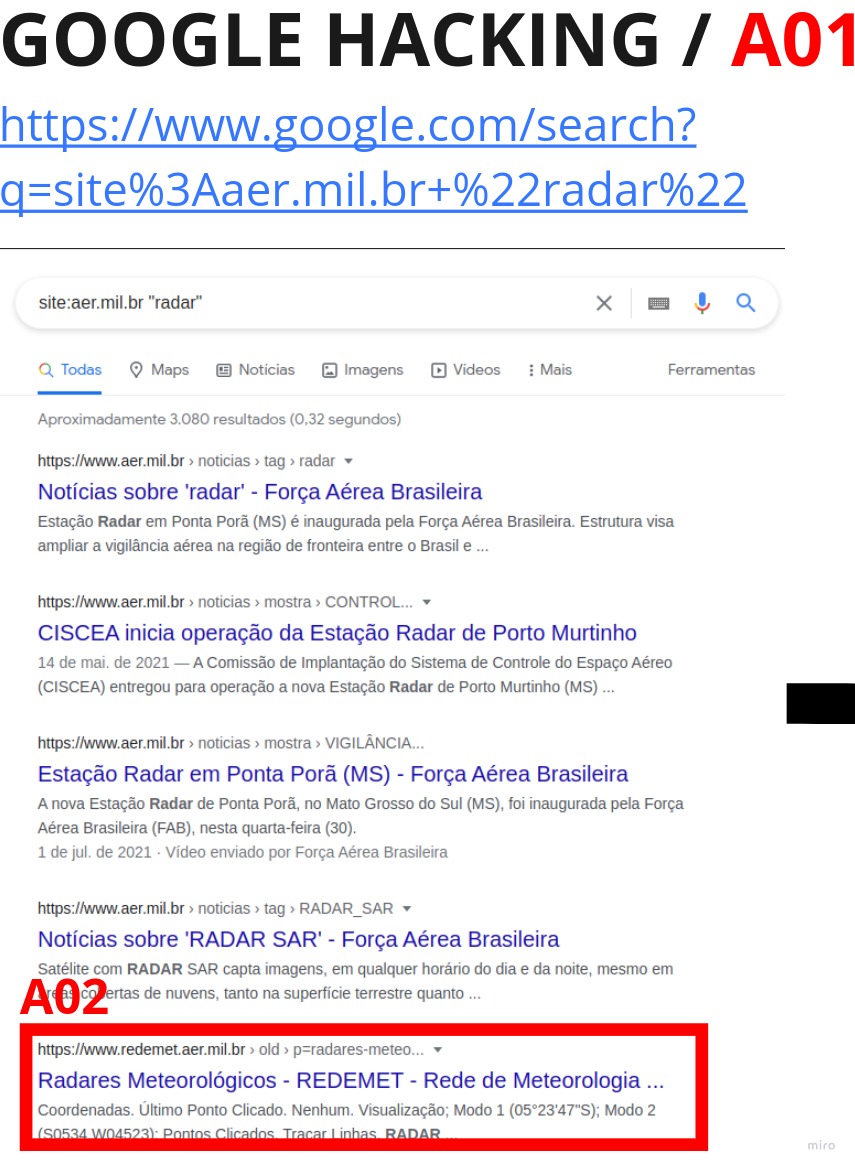 GOOGLE HACKING / A01
https://www.google.com/search?
q=site%3Aaer.mil.br+%22radar%22
site:aer.mil.br "radar"
Todas Maps Notícias Imagens Vídeos Mais Ferramentas
Aproximadamente 3.080 resultados (0,32 segundos)
https://www.aer.mil.br › noticias › tag › radar
Notícias sobre 'radar' - Força Aérea Brasileira
Estação Radar em Ponta Porã (MS) é inaugurada pela Força Aérea Brasileira. Estrutura visa
ampliar a vigilância aérea na região de fronteira entre o Brasil e ...
https://www.aer.mil.br › noticias › mostra › CONTROL...
CISCEA inicia operação da Estação Radar de Porto Murtinho
14 de mai. de 2021 — A Comissão de Implantação do Sistema de Controle do Espaço Aéreo
(CISCEA) entregou para operação a nova Estação Radar de Porto Murtinho (MS) ...
https://www.aer.mil.br › noticias › mostra › VIGILÂNCIA...
Estação Radar em Ponta Porã (MS) - Força Aérea Brasileira
A nova Estação Radar de Ponta Porã, no Mato Grosso do Sul (MS), foi inaugurada pela Força
Aérea Brasileira (FAB), nesta quarta-feira (30).
1 de jul. de 2021 · Vídeo enviado por Força Aérea Brasileira
https://www.aer.mil.br › noticias › tag › RADAR_SAR
Notícias sobre 'RADAR SAR' - Força Aérea Brasileira
Satélite com RADAR SAR capta imagens, em qualquer horário do dia e da noite, mesmo em
áreas cobertas de nuvens, tanto na superfície terrestre quanto ...
A02
https://www.redemet.aer.mil.br › old › p=radares-meteo...
Radares Meteorológicos - REDEMET - Rede de Meteorologia ...
Coordenadas. Último Ponto Clicado. Nenhum. Visualização; Modo 1 (05°23'47"S); Modo 2
(S0534 W04523); Pontos Clicados. Traçar Linhas. RADAR ...
miro